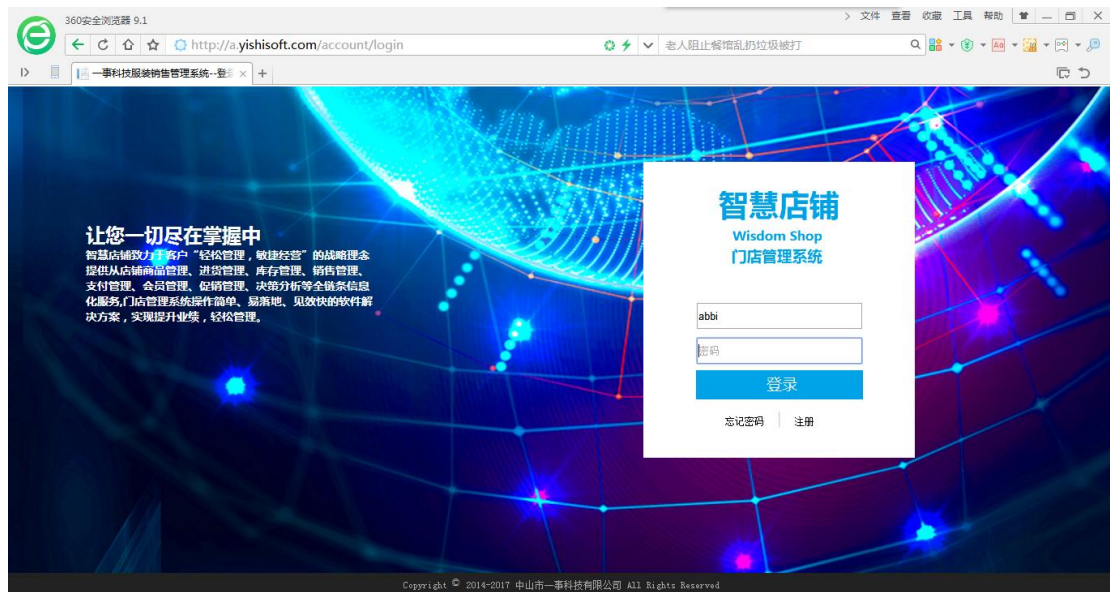 360安全浏览器 9.1
文件 查看 收藏 工具 帮助
http://a.yishisoft.com/account/login
老人阻止餐馆乱扔垃圾被打
一事科技服装销售管理系统--登
智慧店铺
Wisdom Shop
门店管理系统
让您一切尽在掌握中
智慧店铺致力于客户“轻松管理，敏捷经营”的战略理念
提供从店铺商品管理、进货管理、库存管理、销售管理、
支付管理、会员管理、促销管理、决策分析等全链条信息
化服务,门店管理系统操作简单、易落地、见效快的软件解
决方案，实现提升业绩，轻松管理。
abbi
密码
登录
忘记密码 注册
Copyright © 2014-2017 中山市一事科技有限公司 All Rights Reserved